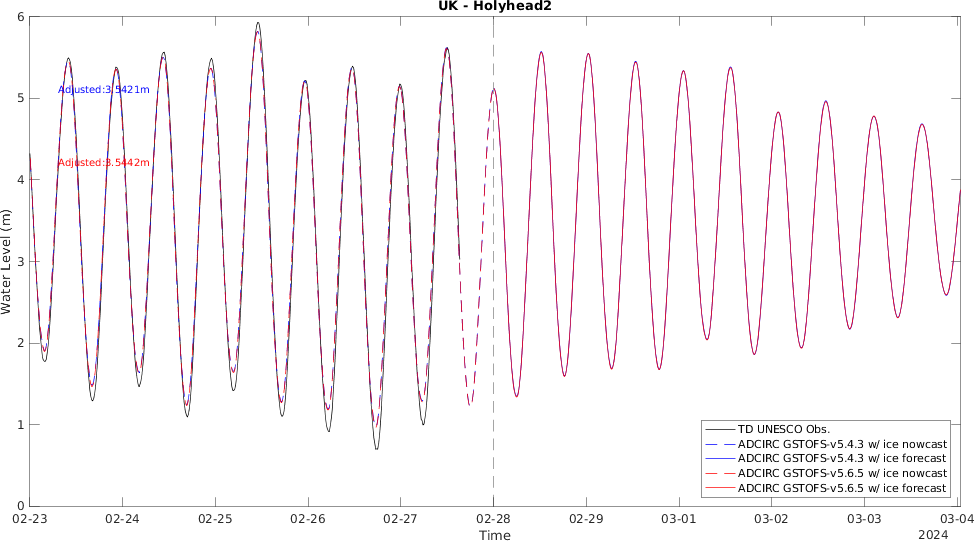 UK - Holyhead2
6
5
4
3
2
1
0
Water Level (m)
Adjusted:3.5421m
Adjusted:3.5442m
TD UNESCO Obs.
ADCIRC GSTOFS-v5.4.3 w/ ice nowcast
ADCIRC GSTOFS-v5.4.3 w/ ice forecast
ADCIRC GSTOFS-v5.6.5 w/ ice nowcast
ADCIRC GSTOFS-v5.6.5 w/ ice forecast
02-23 02-24 02-25 02-26 02-27 02-28 02-29 03-01 03-02 03-03 03-04
Time
2024